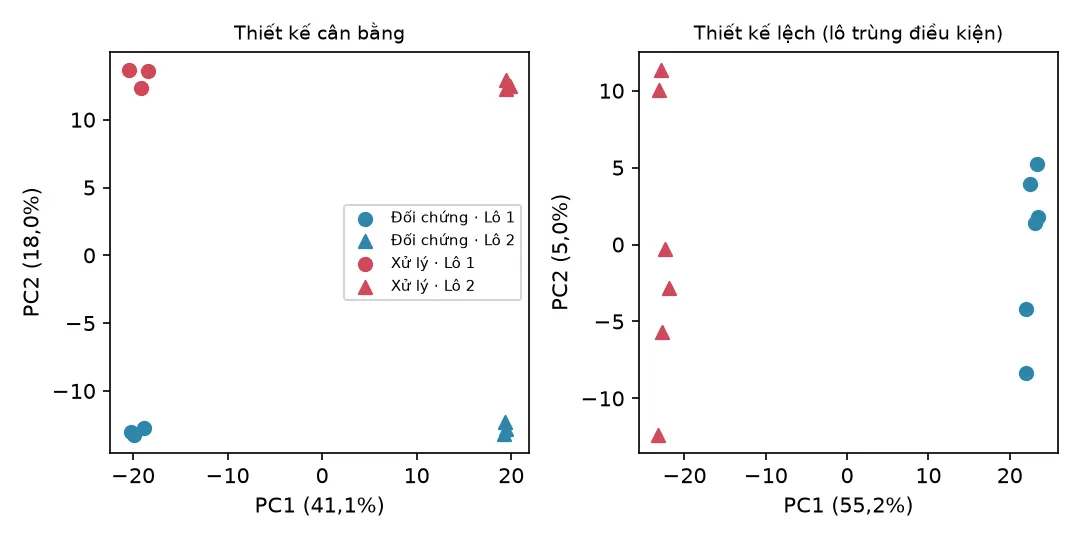 Thiết kế cân bằng
PC2 (18,0%)
10
5
0
−5
−10
Đối chứng · Lô 1
Đối chứng · Lô 2
Xử lý · Lô 1
Xử lý · Lô 2
−20
−10
0
10
20
PC1 (41,1%)
Thiết kế lệch (lô trùng điều kiện)
PC2 (5,0%)
10
5
0
−5
−10
−20
−10
0
10
20
PC1 (55,2%)